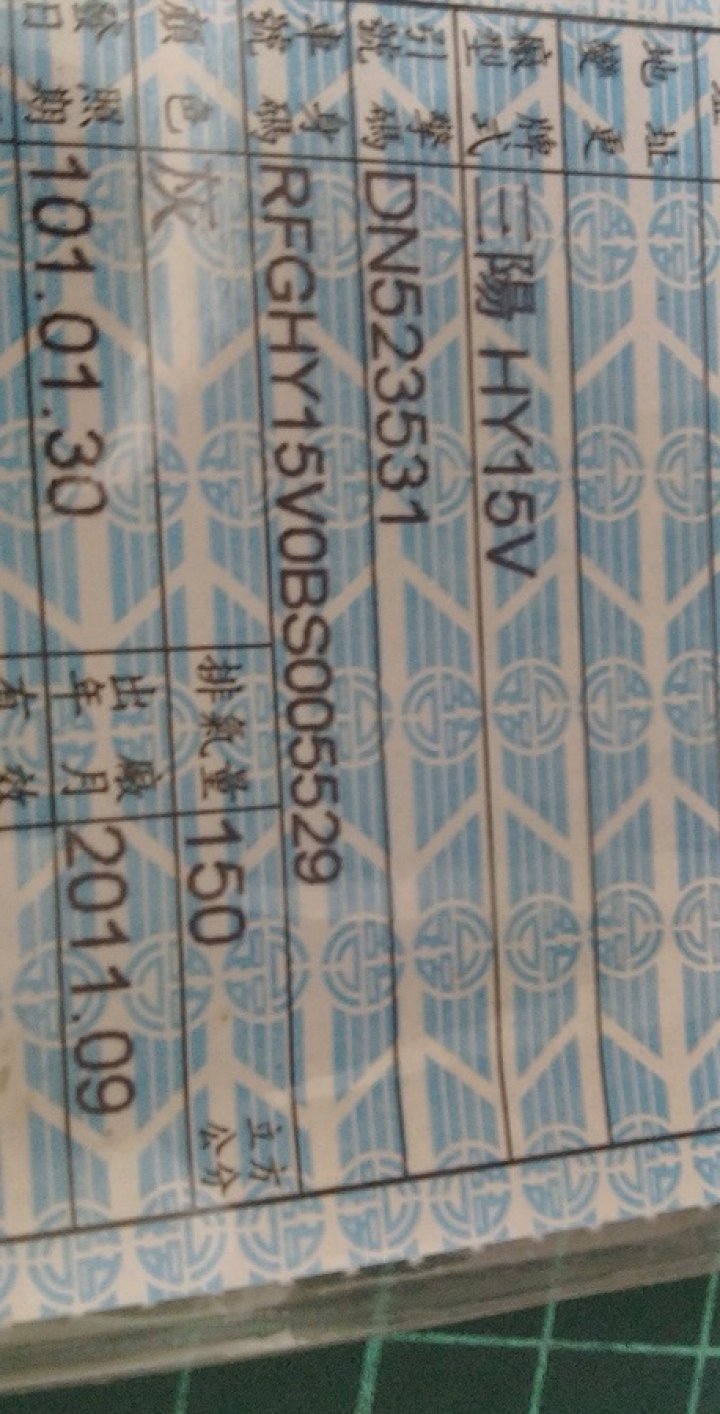 地址變更
廠牌型式 三陽 HY15V
引擎號碼 DN523531
車身號碼 RFGHY15V0BS005529
顏色 灰 排氣量 150 立方公分
發照日期 101.01.30 出廠年月 2011.09
有效